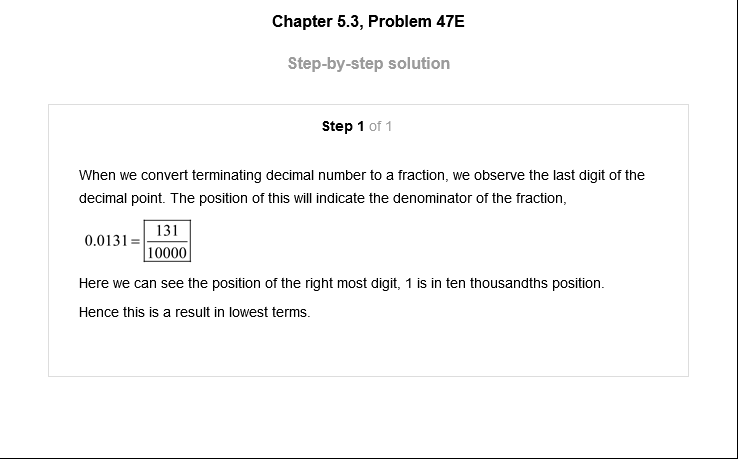 Chapter 5.3, Problem 47E
Step-by-step solution
Step 1 of 1
When we convert terminating decimal number to a fraction, we observe the last digit of the
decimal point. The position of this will indicate the denominator of the fraction,
0.0131 = 131/10000
Here we can see the position of the right most digit, 1 is in ten thousandths position.
Hence this is a result in lowest terms.